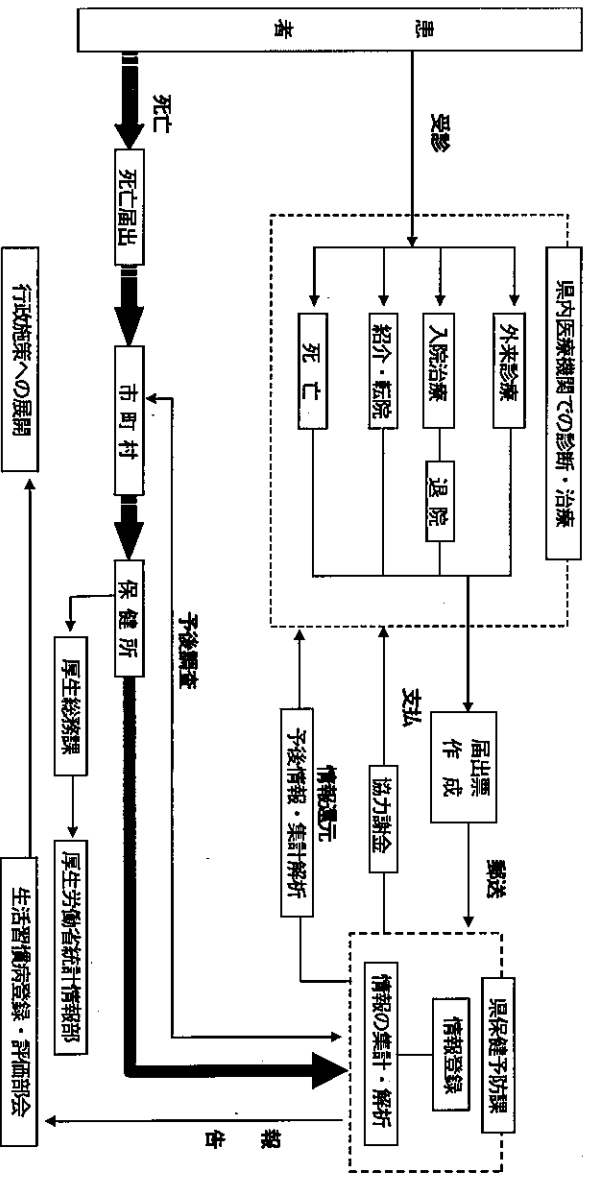 患者
受診
死亡
県内医療機関での診断・治療
外来診療
入院治療
退院
紹介・転院
死亡
届出票
作成
郵送
支払
協力謝金
情報還元
予後情報・集計解析
県保健予防課
情報登録
情報の集計・解析
死亡届出
市町村
保健所
予後調査
厚生総務課
厚生労働省統計情報部
報告
生活習慣病登録・評価部会
行政施策への展開